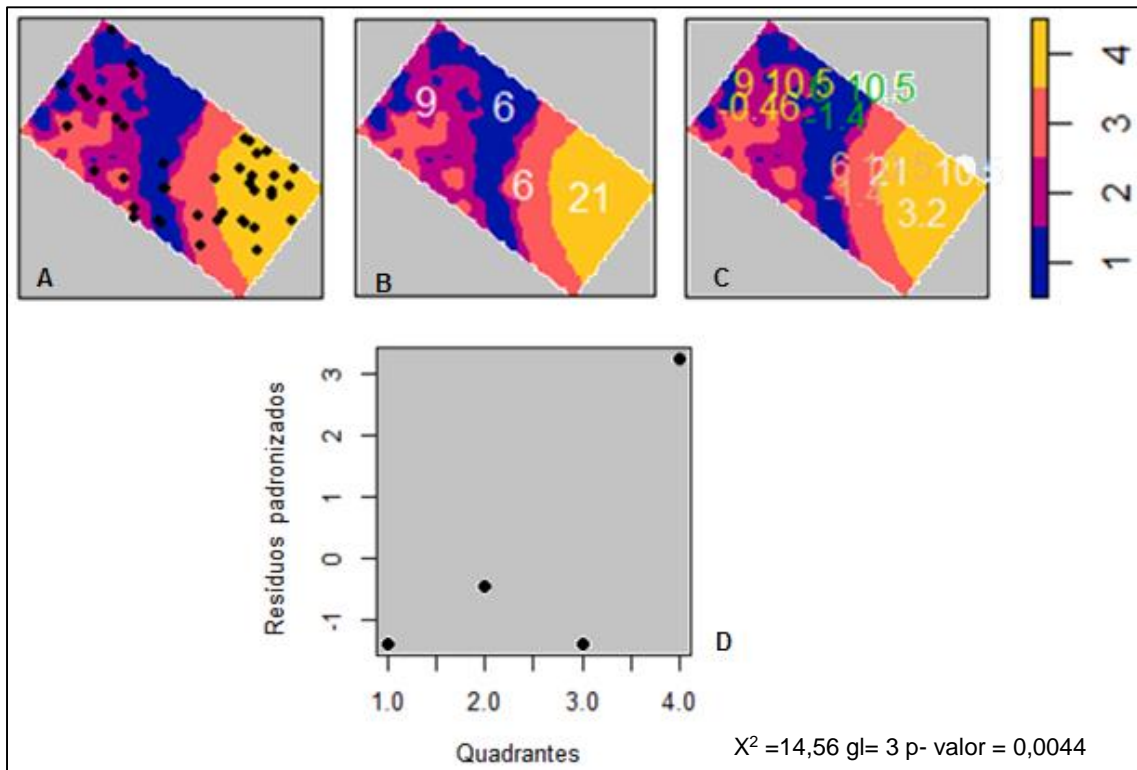 A
9
6
6
21
B
9 10.5 10.5
-0.46 -1.4
6 21 10.5
-1.4 3.2
C
4
3
2
1
Resíduos padronizados
3
2
1
0
-1
1.0 2.0 3.0 4.0
Quadrantes
D
X² =14,56 gl= 3 p- valor = 0,0044